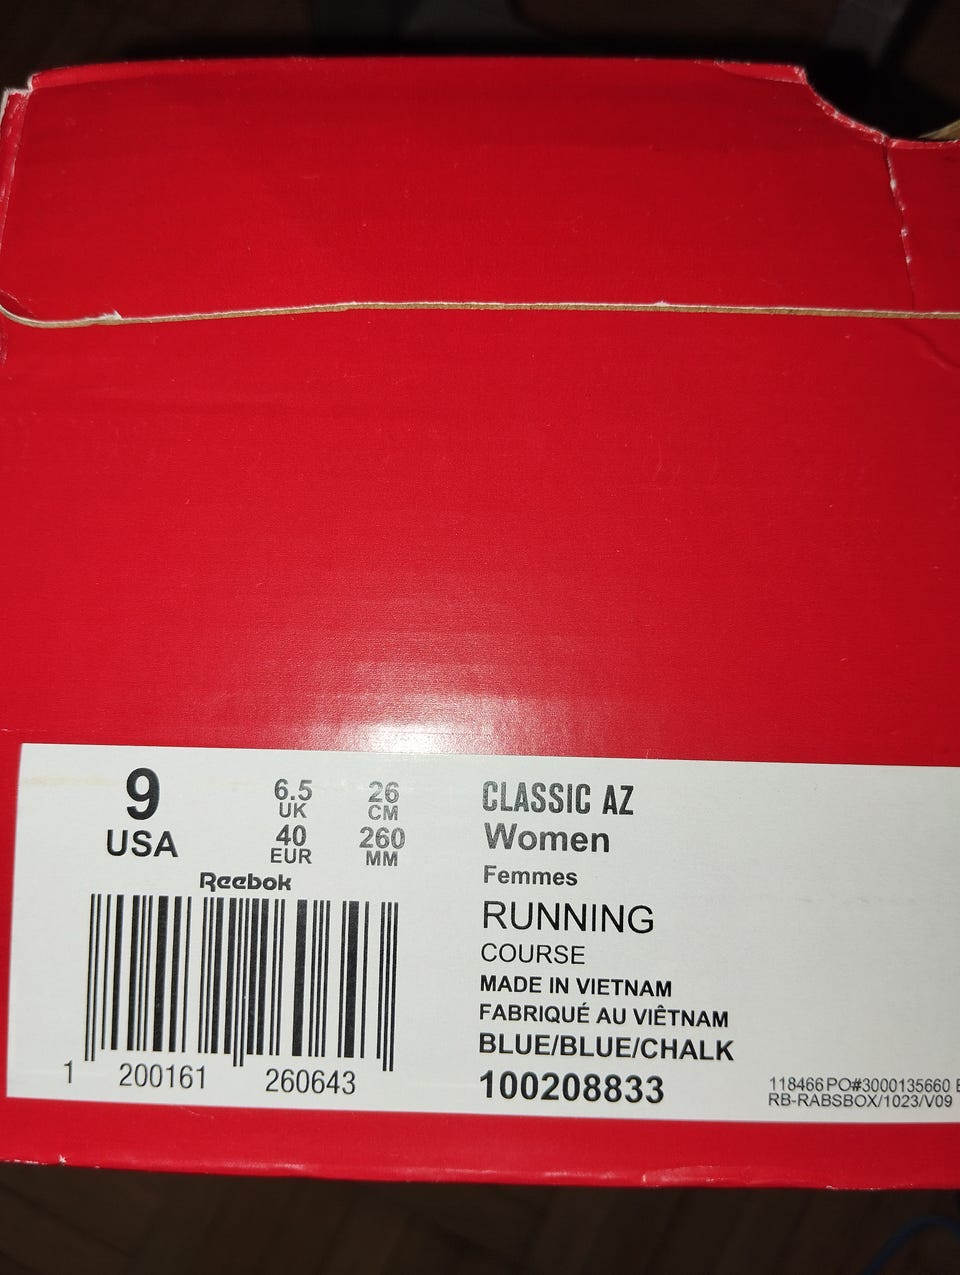 9
USA
6.5
UK
26
CM
40
EUR
260
MM
Reebok
1 200161 260643
CLASSIC AZ
Women
Femmes
RUNNING
COURSE
MADE IN VIETNAM
FABRIQUÉ AU VIÊTNAM
BLUE/BLUE/CHALK
100208833
118466 PO#3000135660
RB-RABSBOX/1023/V09